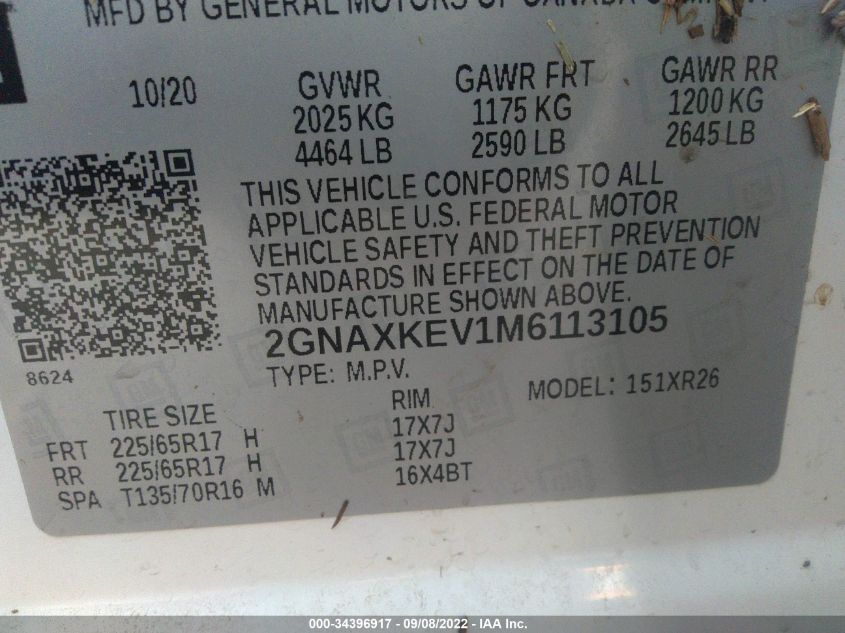 MFD BY GENERAL MOTORS OF CANADA
10/20
GVWR
2025 KG
4464 LB
GAWR FRT
1175 KG
2590 LB
GAWR RR
1200 KG
2645 LB
THIS VEHICLE CONFORMS TO ALL
APPLICABLE U.S. FEDERAL MOTOR
VEHICLE SAFETY AND THEFT PREVENTION
STANDARDS IN EFFECT ON THE DATE OF
MANUFACTURE SHOWN ABOVE.
2GNAXKEV1M6113105
8624
TYPE: M.P.V.
MODEL: 151XR26
TIRE SIZE RIM
FRT 225/65R17 H 17X7J
RR 225/65R17 H 17X7J
SPA T135/70R16 M 16X4BT
000-34396917 - 09/08/2022 - IAA Inc.